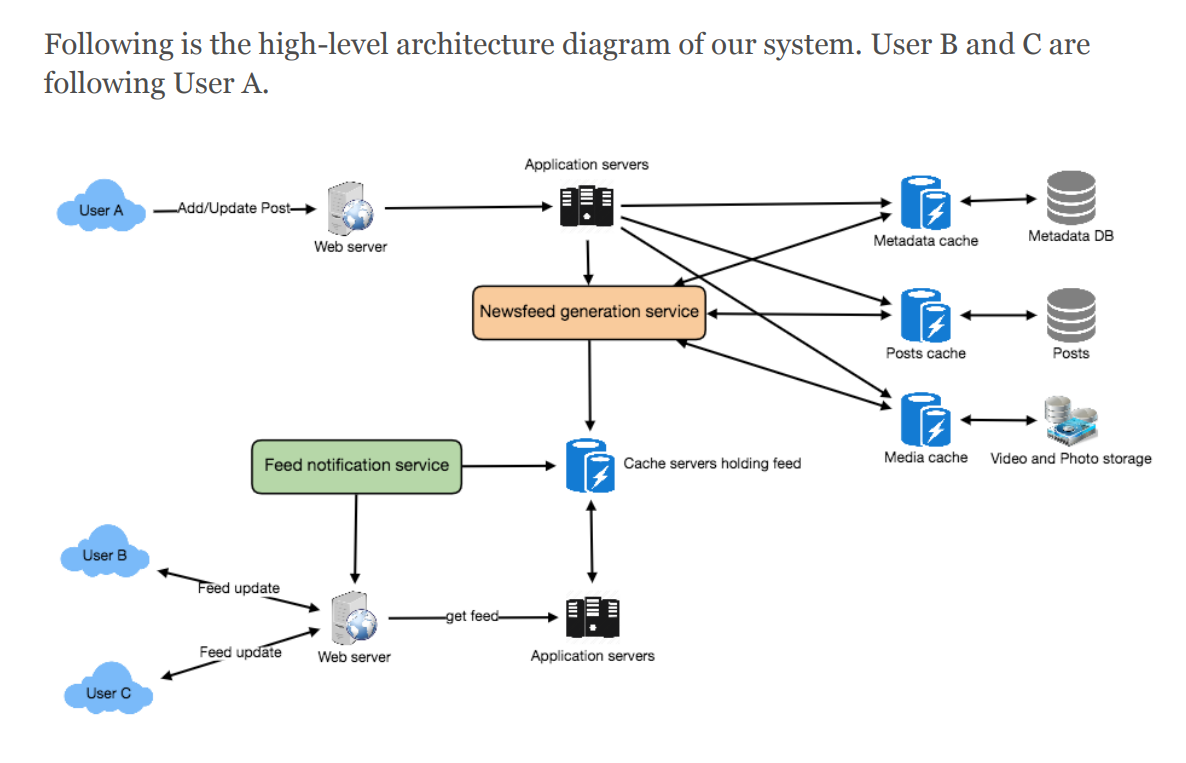 Following is the high-level architecture diagram of our system. User B and C are
following User A.
Application servers
User A
Add/Update Post
Web server
Metadata cache
Metadata DB
Newsfeed generation service
Posts cache
Posts
Feed notification service
Cache servers holding feed
Media cache
Video and Photo storage
User B
Feed update
get feed
Feed update
Web server
Application servers
User C